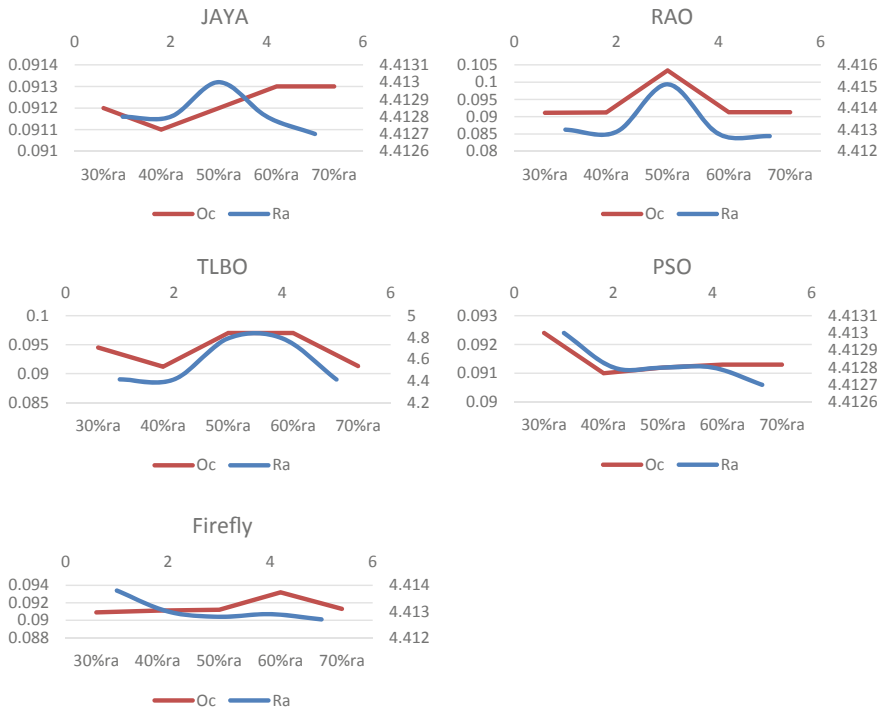 JAYA
0 2 4 6
0.0914 4.4131
0.0913 4.413
4.4129
0.0912 4.4128
0.0911 4.4127
0.091 4.4126
30%ra 40%ra 50%ra 60%ra 70%ra
Oc Ra
RAO
0 2 4 6
0.105 4.416
0.1 4.415
0.095
4.414
0.09
0.085 4.413
0.08 4.412
30%ra 40%ra 50%ra 60%ra 70%ra
Oc Ra
TLBO
0 2 4 6
0.1 5
4.8
0.095
4.6
0.09 4.4
0.085 4.2
30%ra 40%ra 50%ra 60%ra 70%ra
Oc Ra
PSO
0 2 4 6
0.093 4.4131
4.413
0.092 4.4129
4.4128
0.091
4.4127
0.09 4.4126
30%ra 40%ra 50%ra 60%ra 70%ra
Oc Ra
Firefly
0 2 4 6
0.094 4.414
0.092
4.413
0.09
0.088 4.412
30%ra 40%ra 50%ra 60%ra 70%ra
Oc Ra